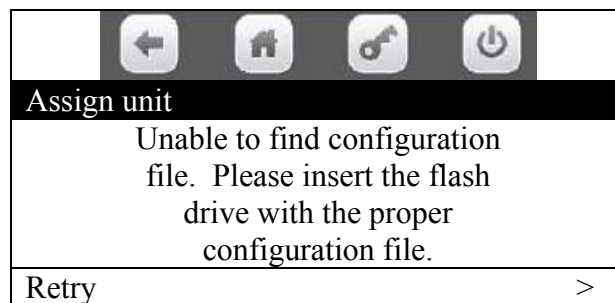 Assign unit
Unable to find configuration
file.  Please insert the flash
drive with the proper
configuration file.
Retry >